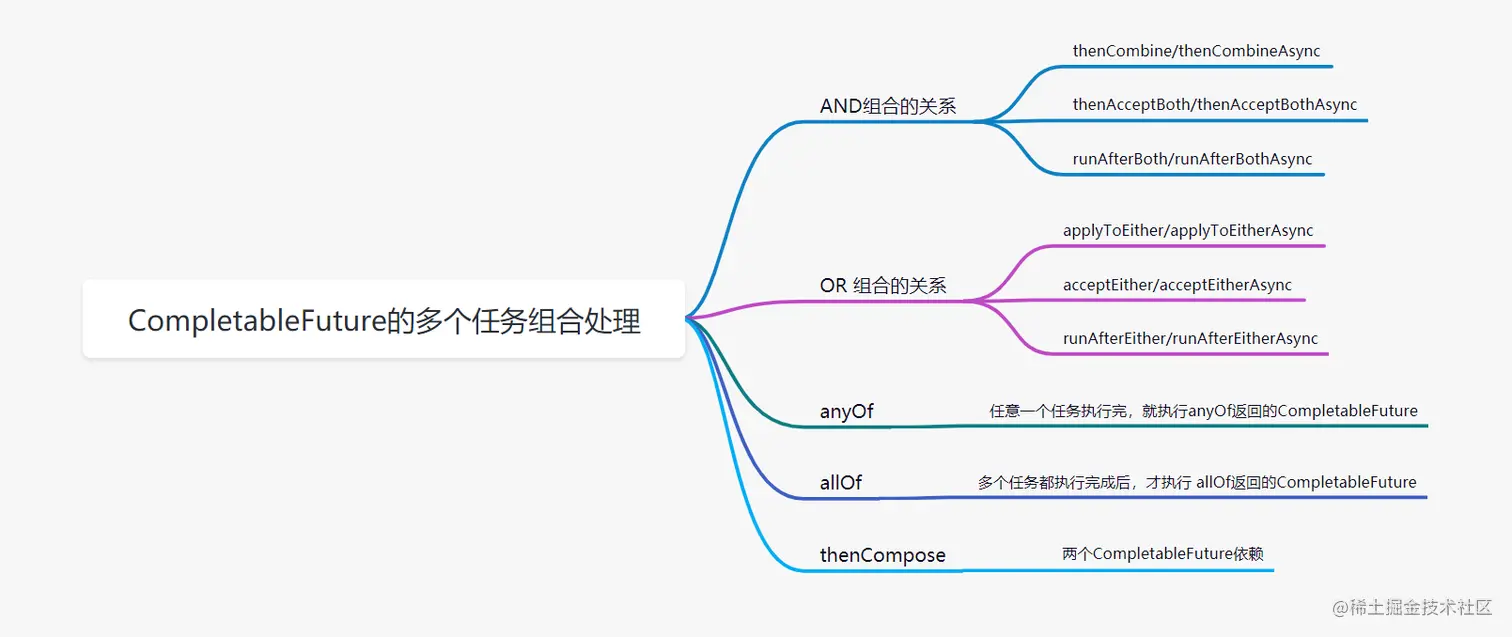 CompletableFuture的多个任务组合处理
AND组合的关系
thenCombine/thenCombineAsync
thenAcceptBoth/thenAcceptBothAsync
runAfterBoth/runAfterBothAsync
OR 组合的关系
applyToEither/applyToEitherAsync
acceptEither/acceptEitherAsync
runAfterEither/runAfterEitherAsync
anyOf
任意一个任务执行完，就执行anyOf返回的CompletableFuture
allOf
多个任务都执行完成后，才执行 allOf返回的CompletableFuture
thenCompose
两个CompletableFuture依赖
@稀土掘金技术社区